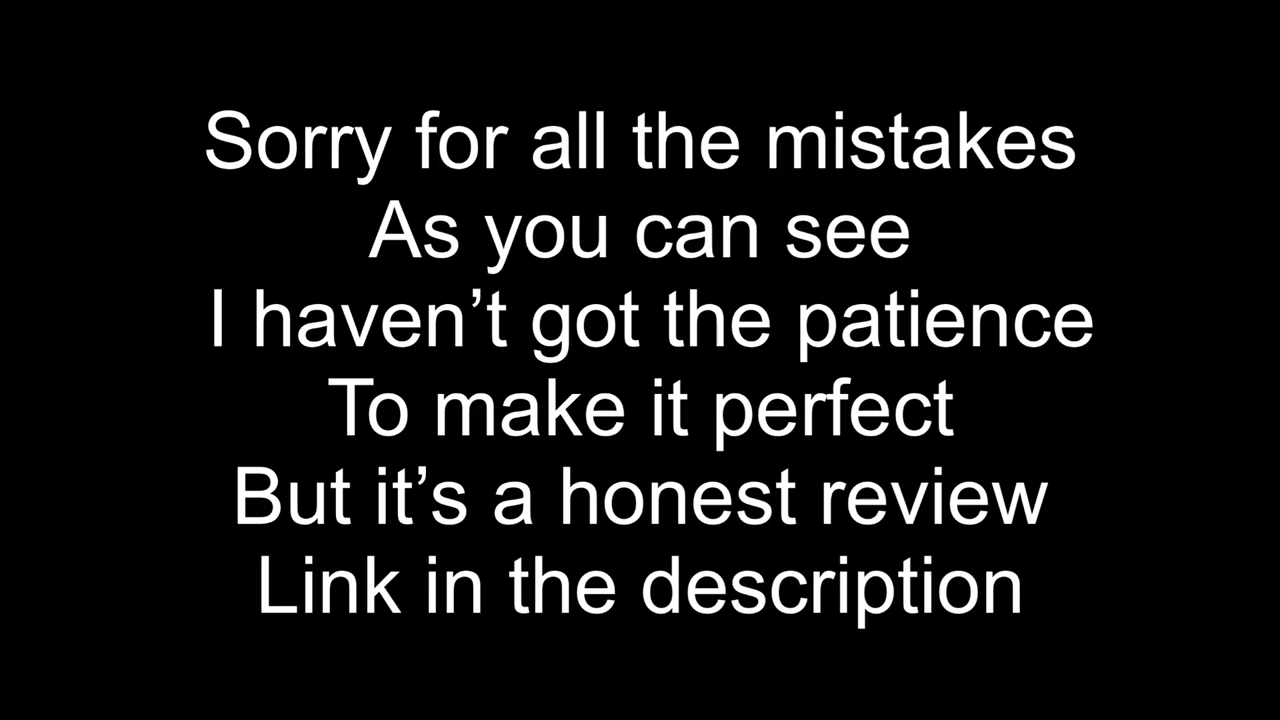 Sorry for all the mistakes
As you can see
I haven’t got the patience
To make it perfect
But it’s a honest review
Link in the description